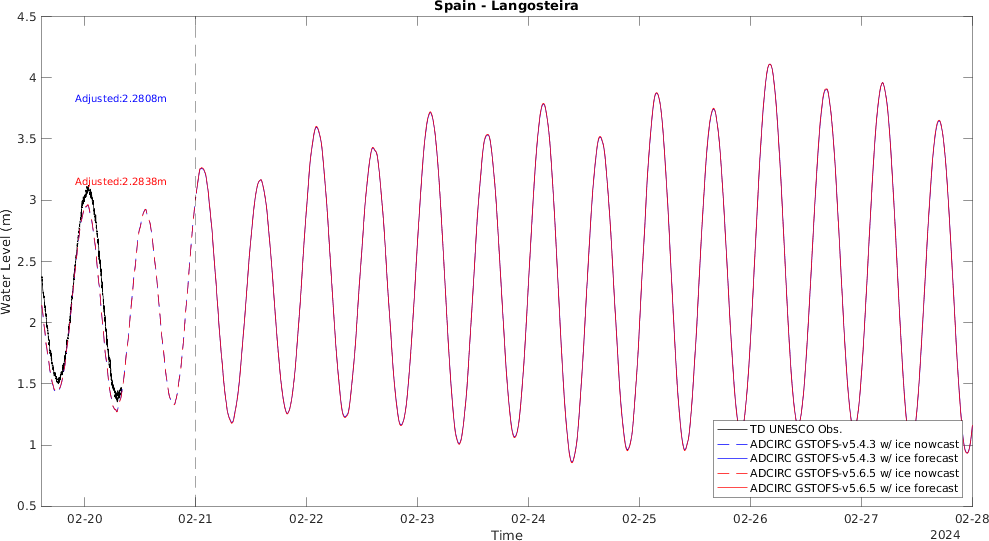 Spain - Langosteira
4.5
4
3.5
3
2.5
2
1.5
1
0.5
Water Level (m)
Adjusted:2.2808m
Adjusted:2.2838m
TD UNESCO Obs.
ADCIRC GSTOFS-v5.4.3 w/ ice nowcast
ADCIRC GSTOFS-v5.4.3 w/ ice forecast
ADCIRC GSTOFS-v5.6.5 w/ ice nowcast
ADCIRC GSTOFS-v5.6.5 w/ ice forecast
02-20 02-21 02-22 02-23 02-24 02-25 02-26 02-27 02-28
Time
2024